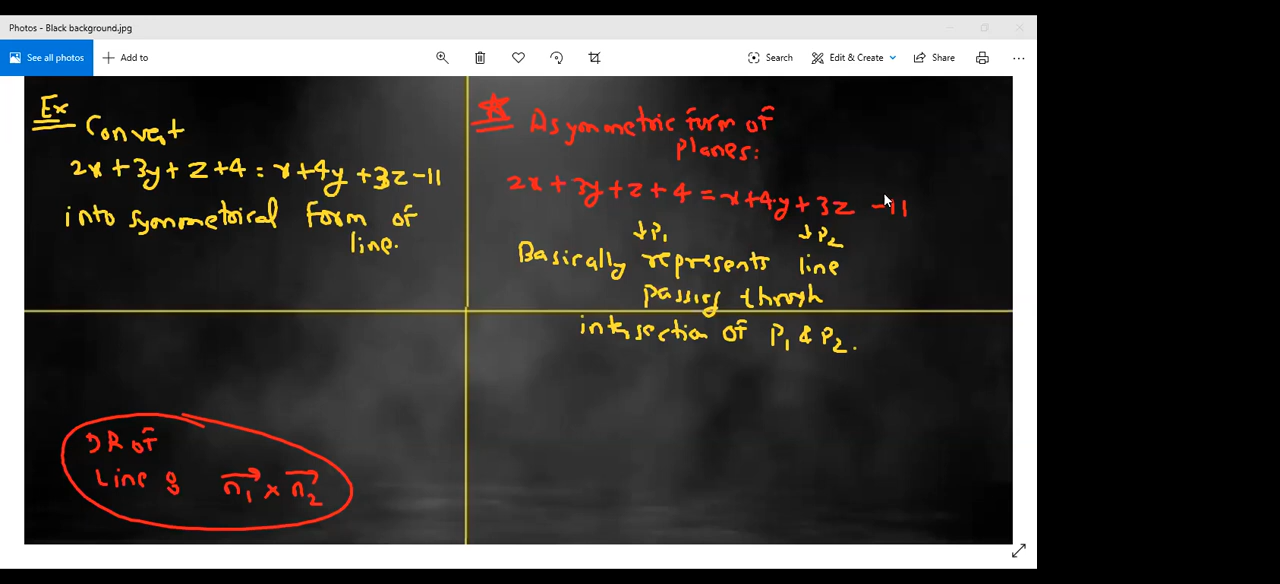 Photos - Black background.jpg
See all photos
Add to
Search
Edit & Create
Share
Ex
Convert
2x + 3y + z + 4 = x + 4y + 3z - 11
into symmetrical form of
line.
Asymmetric form of
planes:
2x + 3y + z + 4 = x + 4y + 3z - 11
↓ P₁ ↓ P₂
Basically represents line
passing through
intersection of P₁ & P₂.
DR of
Line :
n₁ × n₂